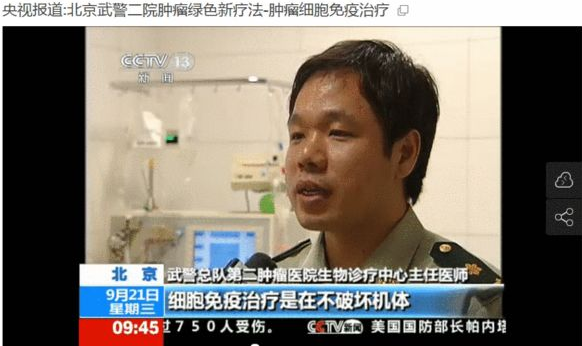 央视报道:北京武警二院肿瘤绿色新疗法-肿瘤细胞免疫治疗
CCTV 13
新闻
北京
武警总队第二肿瘤医院生物诊疗中心主任医师
9月21日
星期三
细胞免疫治疗是在不破坏机体
09:45
过750人受伤。
CCTV新闻
美国国防部长帕内塔